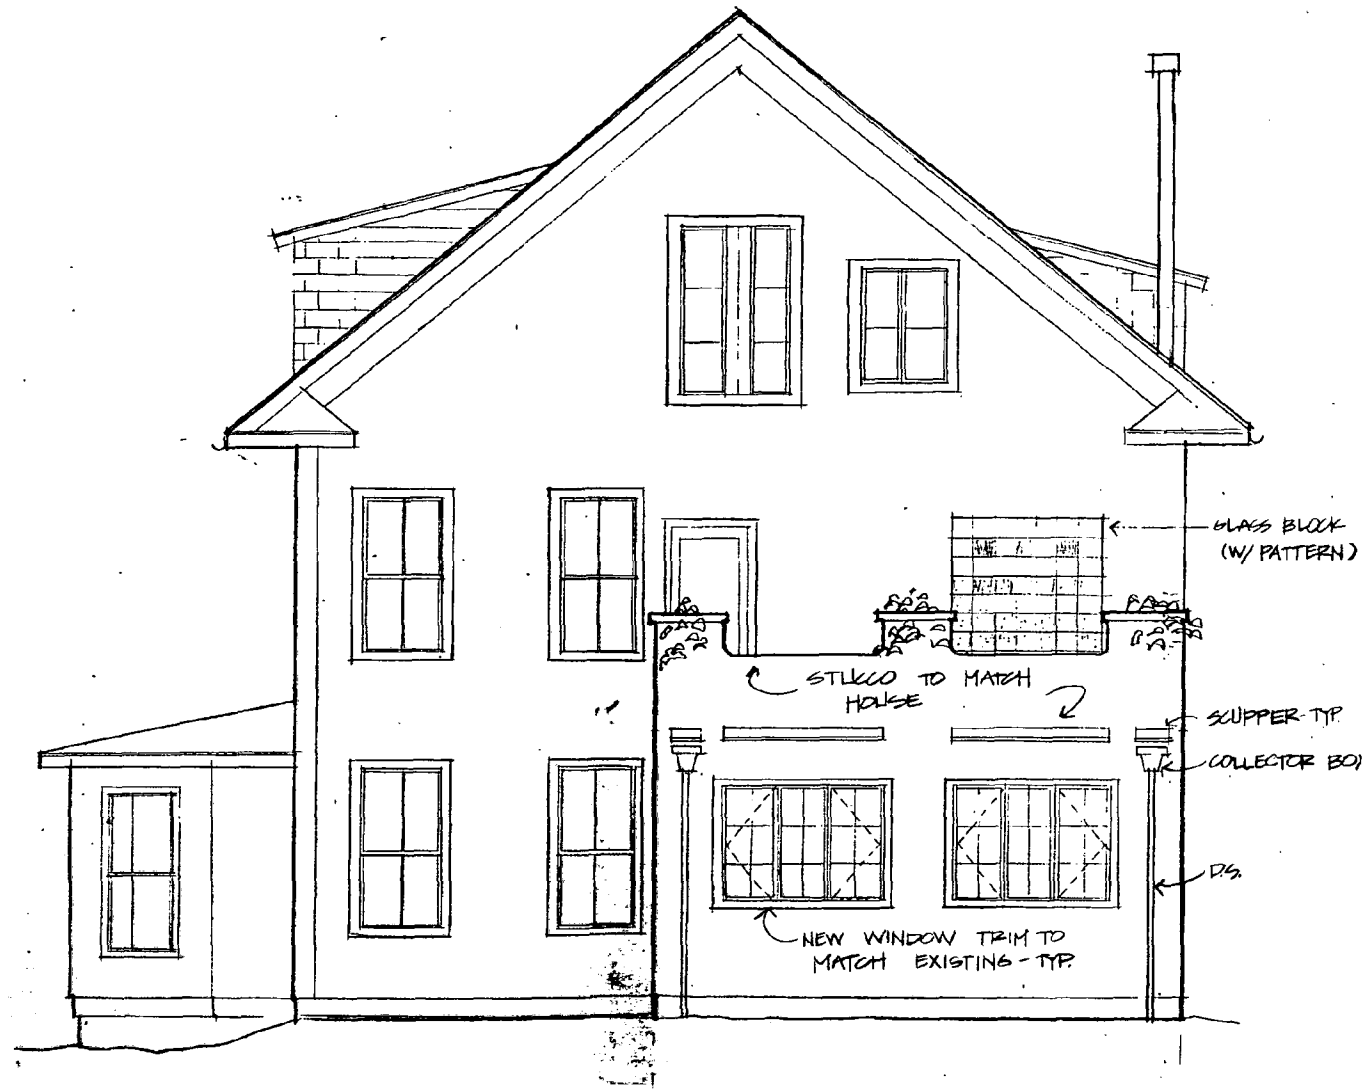 GLASS BLOCK
(W/ PATTERN)
STUCCO TO MATCH
HOUSE
SCUPPER-TYP.
COLLECTOR BOX
D.S.
NEW WINDOW TRIM TO
MATCH EXISTING - TYP.